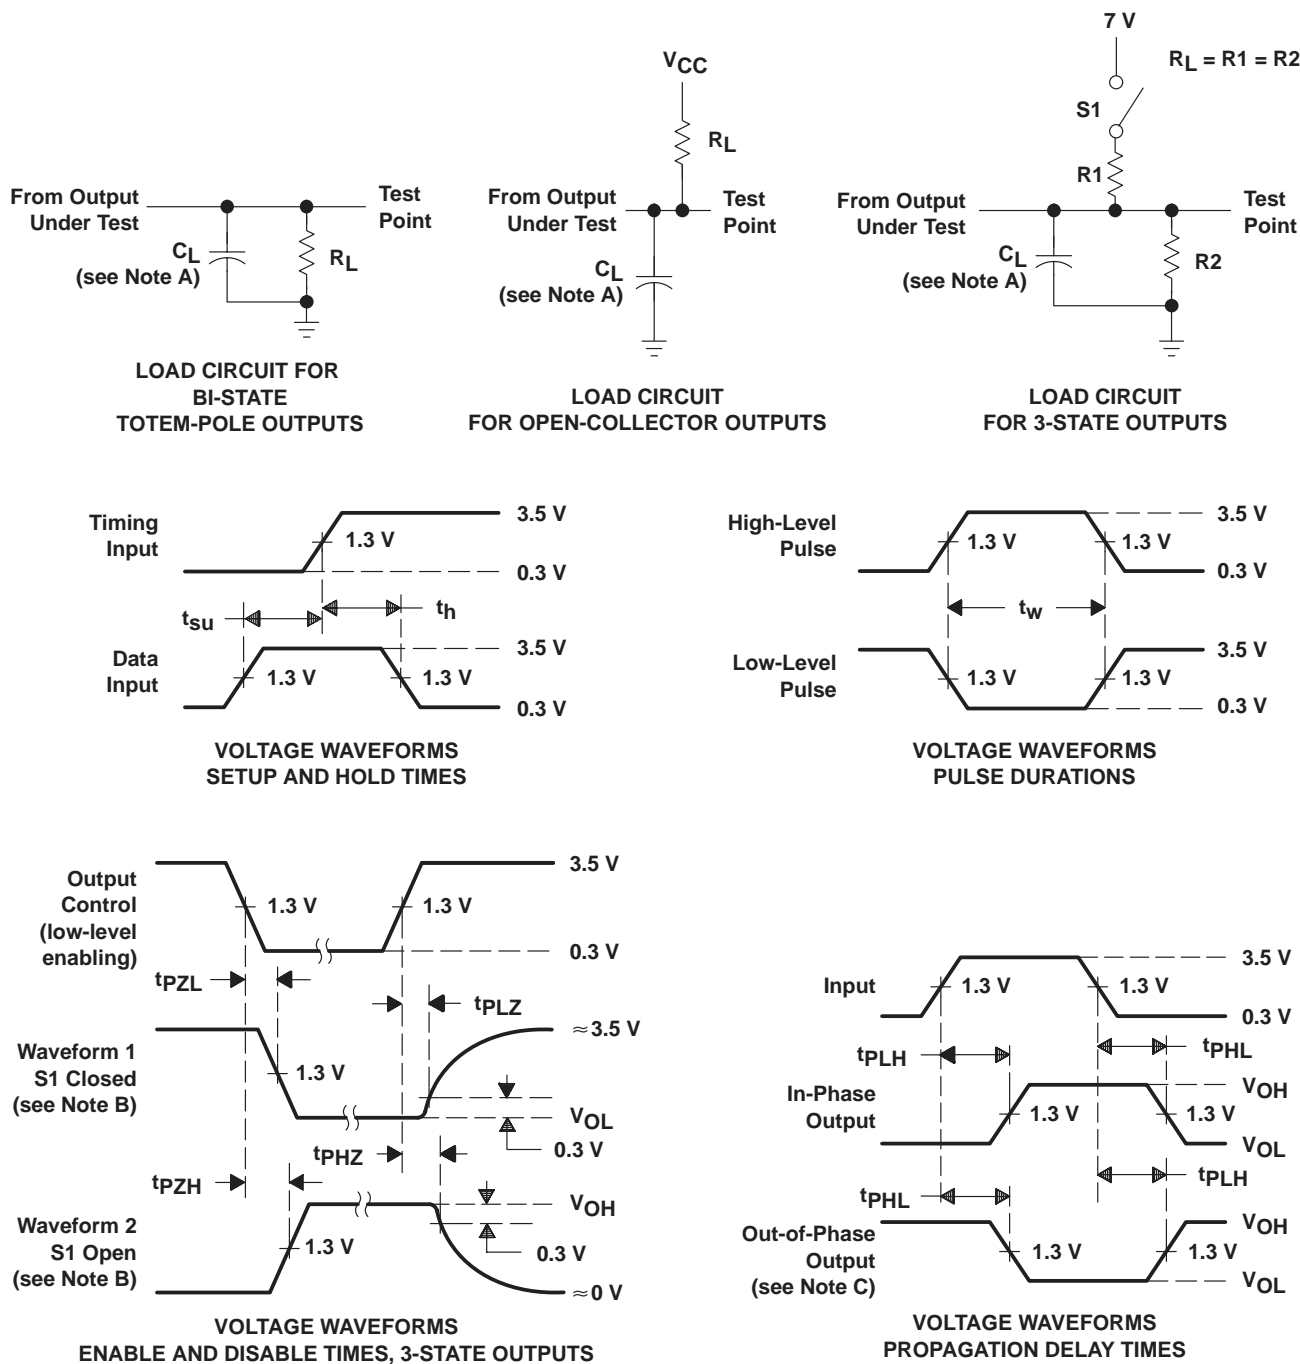 7 V
RL = R1 = R2
S1
R1
From Output
Under Test
Test
Point
CL
(see Note A)
R2
LOAD CIRCUIT
FOR 3-STATE OUTPUTS
VCC
RL
From Output
Under Test
Test
Point
CL
(see Note A)
LOAD CIRCUIT
FOR OPEN-COLLECTOR OUTPUTS
From Output
Under Test
Test
Point
CL
(see Note A)
RL
LOAD CIRCUIT FOR
BI-STATE
TOTEM-POLE OUTPUTS
Timing
Input
3.5 V
1.3 V
0.3 V
tsu
th
Data
Input
3.5 V
1.3 V
1.3 V
0.3 V
VOLTAGE WAVEFORMS
SETUP AND HOLD TIMES
High-Level
Pulse
3.5 V
1.3 V
1.3 V
0.3 V
tw
Low-Level
Pulse
3.5 V
1.3 V
1.3 V
0.3 V
VOLTAGE WAVEFORMS
PULSE DURATIONS
Output
Control
(low-level
enabling)
3.5 V
1.3 V
1.3 V
0.3 V
tPZL
tPLZ
Waveform 1
S1 Closed
(see Note B)
≈3.5 V
1.3 V
VOL
0.3 V
tPHZ
tPZH
Waveform 2
S1 Open
(see Note B)
VOH
1.3 V
0.3 V
≈0 V
VOLTAGE WAVEFORMS
ENABLE AND DISABLE TIMES, 3-STATE OUTPUTS
Input
3.5 V
1.3 V
1.3 V
0.3 V
tPLH
tPHL
In-Phase
Output
VOH
1.3 V
1.3 V
VOL
tPHL
tPLH
Out-of-Phase
Output
(see Note C)
VOH
1.3 V
1.3 V
VOL
VOLTAGE WAVEFORMS
PROPAGATION DELAY TIMES